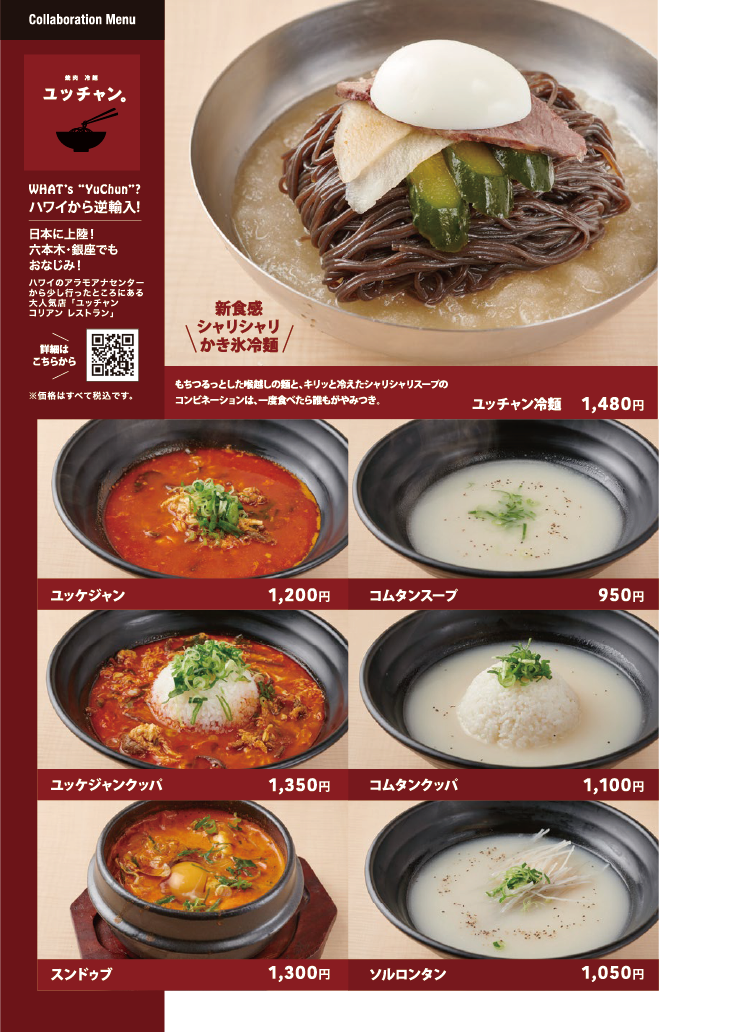 Collaboration Menu
焼肉 冷麺
ユッチャン。
WHAT's "YuChun"?
ハワイから逆輸入!
日本に上陸!
六本木・銀座でも
おなじみ!
ハワイのアラモアナセンター
から少し行ったところにある
大人気店「ユッチャン
コリアン レストラン」
詳細は
こちらから
※価格はすべて税込です。
新食感
シャリシャリ
かき氷冷麺
もちつるっとした喉越しの麺と、キリッと冷えたシャリシャリスープの
コンビネーションは、一度食べたら誰もがやみつき。
ユッチャン冷麺 1,480円
ユッケジャン 1,200円
コムタンスープ 950円
ユッケジャンクッパ 1,350円
コムタンクッパ 1,100円
スンドゥブ 1,300円
ソルロンタン 1,050円